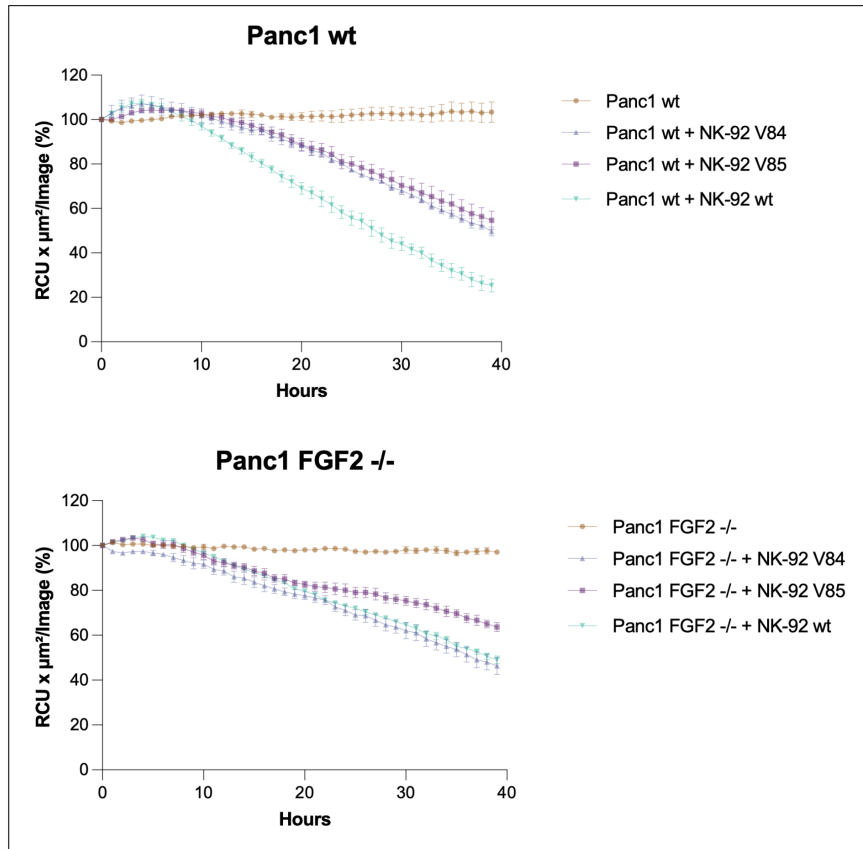 Panc1 wt
120
100
80
60
40
20
0
RCU x µm²/Image (%)
0 10 20 30 40
Hours
Panc1 wt
Panc1 wt + NK-92 V84
Panc1 wt + NK-92 V85
Panc1 wt + NK-92 wt
Panc1 FGF2 -/-
120
100
80
60
40
20
0
RCU x µm²/Image (%)
0 10 20 30 40
Hours
Panc1 FGF2 -/-
Panc1 FGF2 -/- + NK-92 V84
Panc1 FGF2 -/- + NK-92 V85
Panc1 FGF2 -/- + NK-92 wt